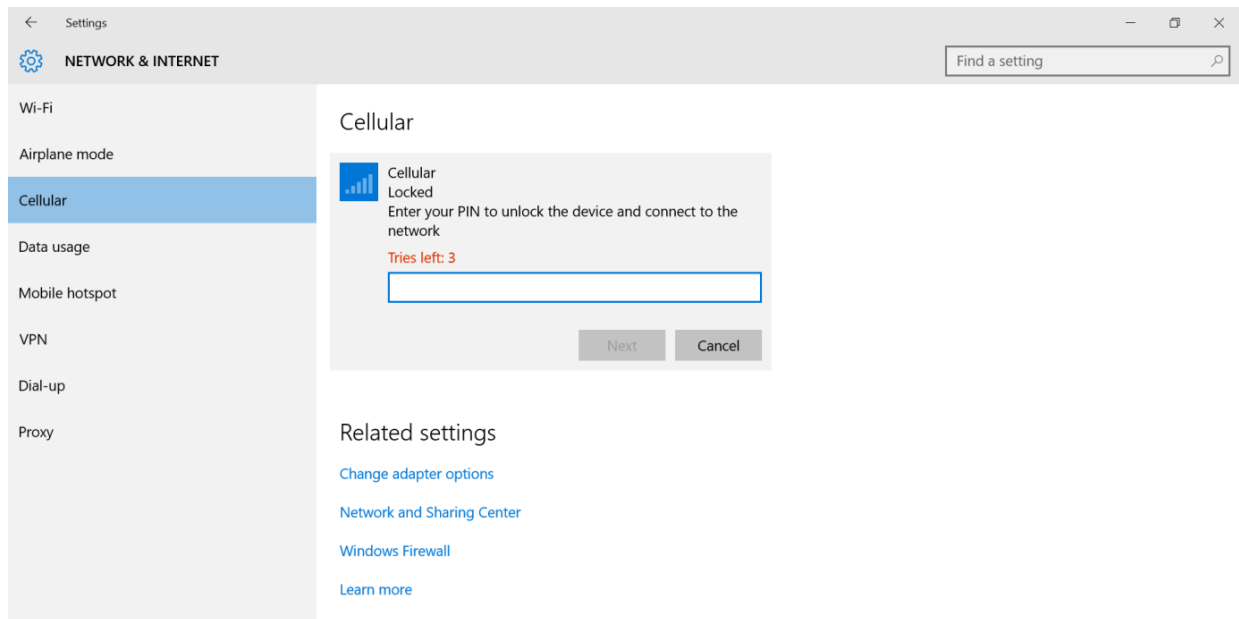 Settings
NETWORK & INTERNET
Find a setting
Wi-Fi
Airplane mode
Cellular
Data usage
Mobile hotspot
VPN
Dial-up
Proxy
Cellular
Cellular
Locked
Enter your PIN to unlock the device and connect to the
network
Tries left: 3
Next
Cancel
Related settings
Change adapter options
Network and Sharing Center
Windows Firewall
Learn more